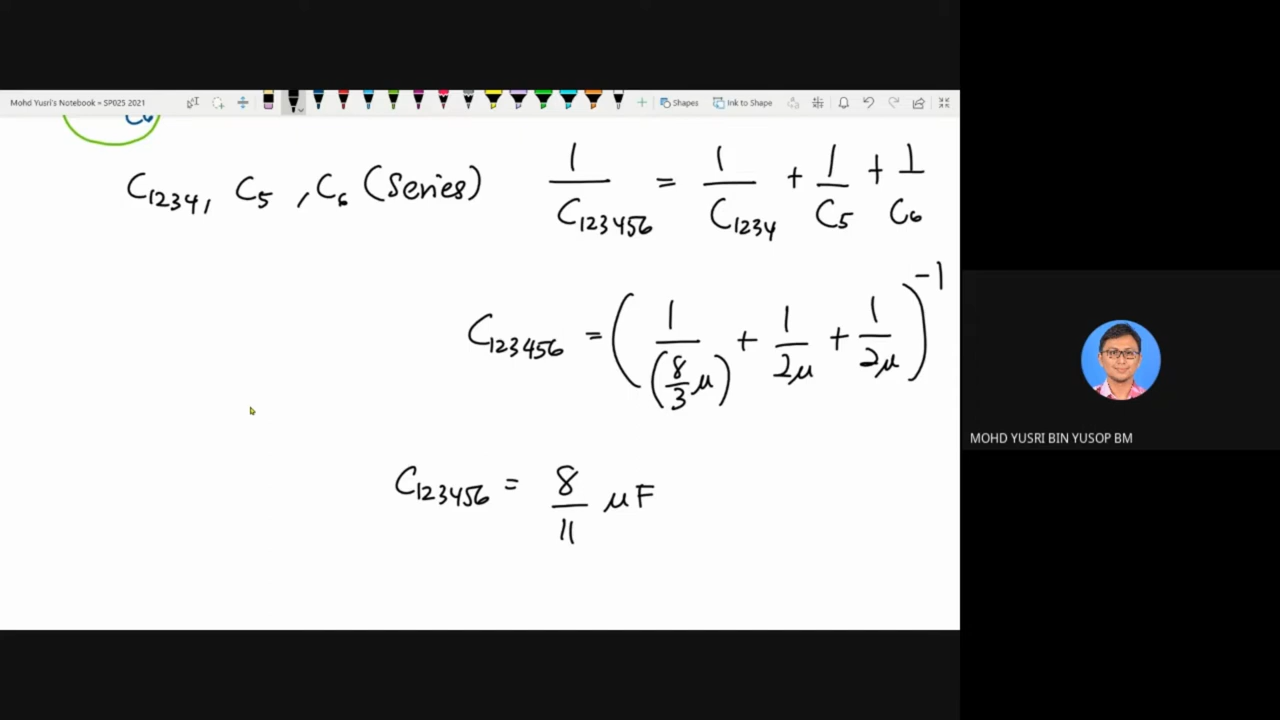 Mohd Yusri's Notebook » SP025 2021
Shapes
Ink to Shape
C₆
C₁₂₃₄, C₅, C₆ (Series) 1/C₁₂₃₄₅₆ = 1/C₁₂₃₄ + 1/C₅ + 1/C₆
C₁₂₃₄₅₆ = (1/(8/3 μ) + 1/2μ + 1/2μ)⁻¹
MOHD YUSRI BIN YUSOP BM
C₁₂₃₄₅₆ = 8/11 μF